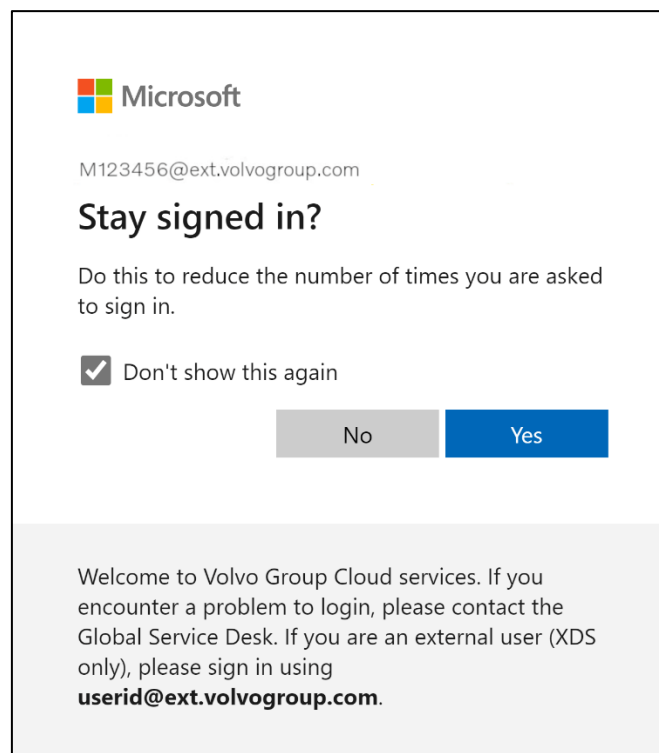 Microsoft
M123456@ext.volvogroup.com
Stay signed in?
Do this to reduce the number of times you are asked
to sign in.
Don't show this again
No
Yes
Welcome to Volvo Group Cloud services. If you
encounter a problem to login, please contact the
Global Service Desk. If you are an external user (XDS
only), please sign in using
userid@ext.volvogroup.com.